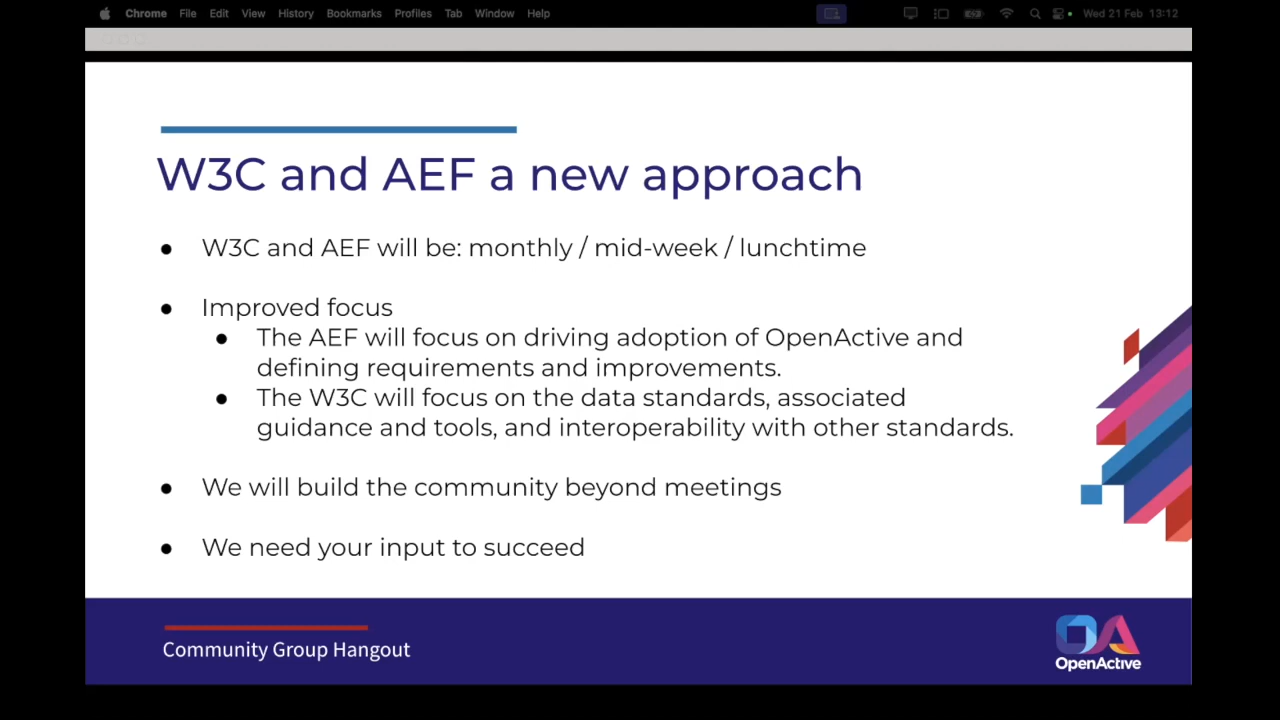 Chrome File Edit View History Bookmarks Profiles Tab Window Help Wed 21 Feb 13:12
W3C and AEF a new approach
● W3C and AEF will be: monthly / mid-week / lunchtime
● Improved focus
● The AEF will focus on driving adoption of OpenActive and
defining requirements and improvements.
● The W3C will focus on the data standards, associated
guidance and tools, and interoperability with other standards.
● We will build the community beyond meetings
● We need your input to succeed
Community Group Hangout
OA
OpenActive